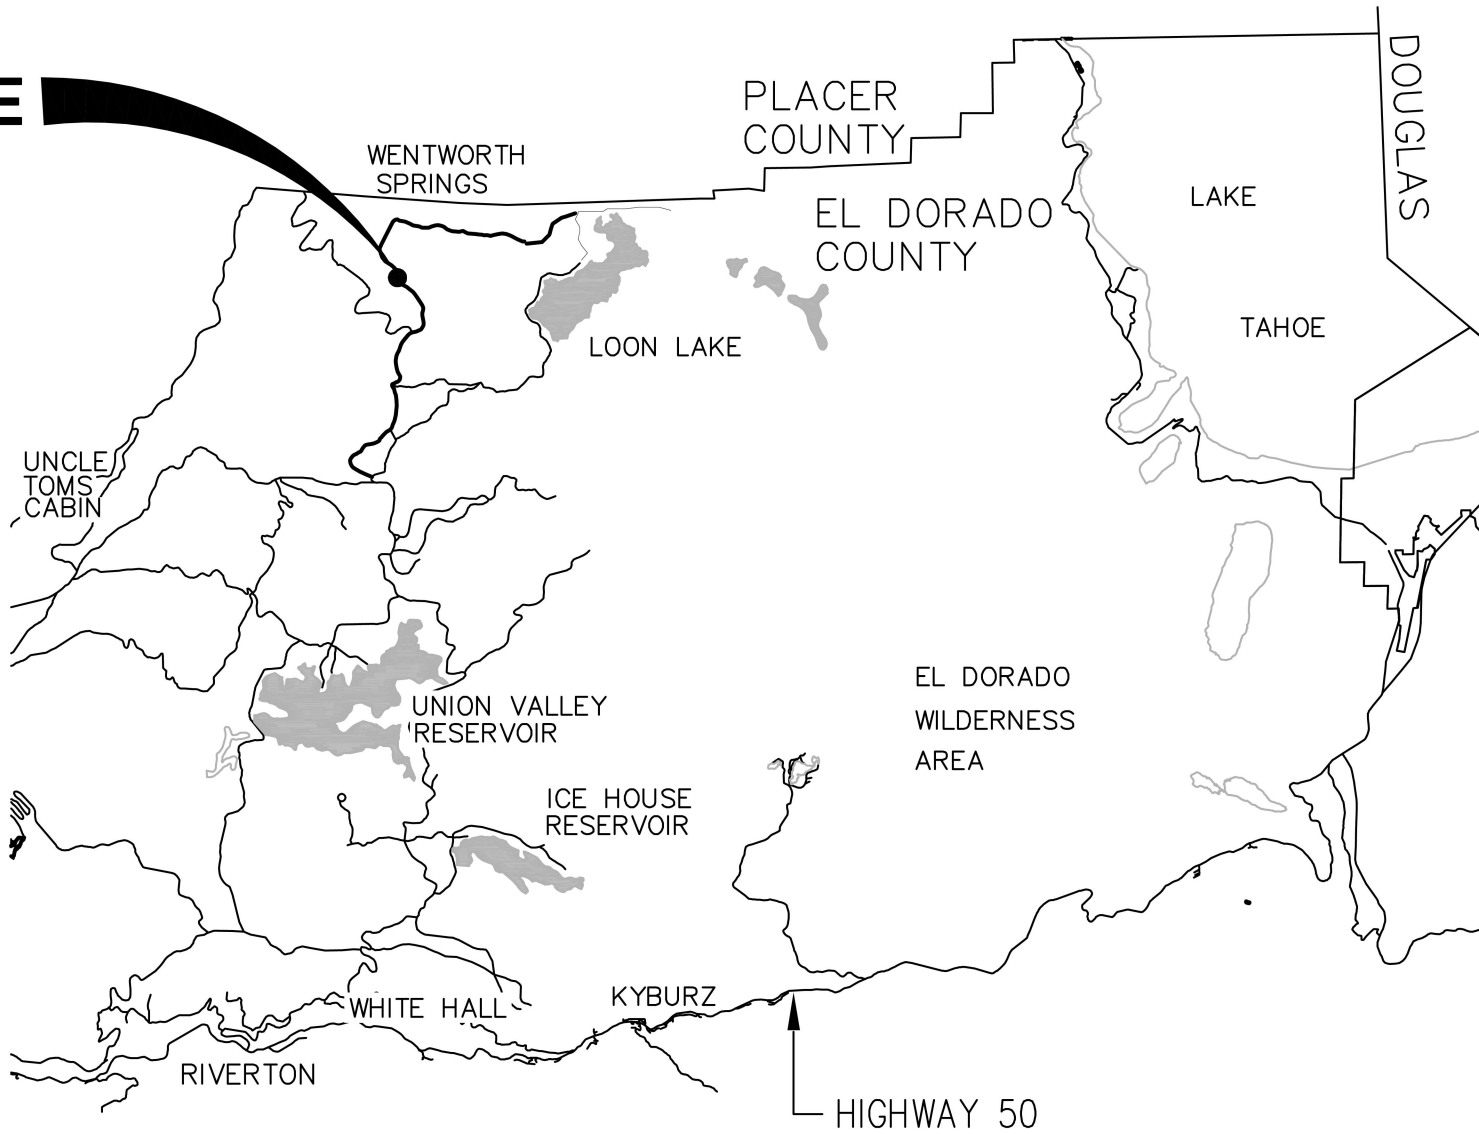 E
PLACER
COUNTY
DOUGLAS
WENTWORTH
SPRINGS
LAKE
EL DORADO
COUNTY
TAHOE
LOON LAKE
UNCLE
TOMS
CABIN
EL DORADO
WILDERNESS
AREA
UNION VALLEY
RESERVOIR
ICE HOUSE
RESERVOIR
KYBURZ
WHITE HALL
RIVERTON
HIGHWAY 50